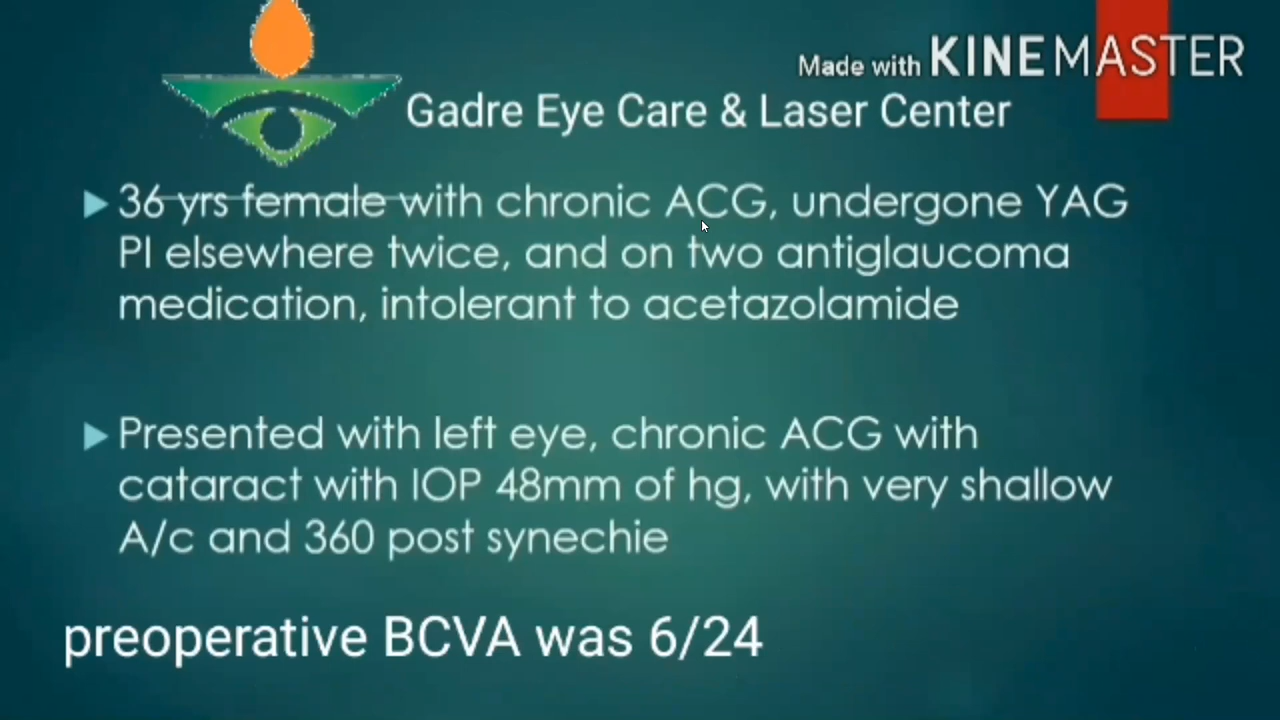 Made with KINEMASTER
Gadre Eye Care & Laser Center
36 yrs female with chronic ACG, undergone YAG
PI elsewhere twice, and on two antiglaucoma
medication, intolerant to acetazolamide
Presented with left eye, chronic ACG with
cataract with IOP 48mm of hg, with very shallow
A/c and 360 post synechie
preoperative BCVA was 6/24